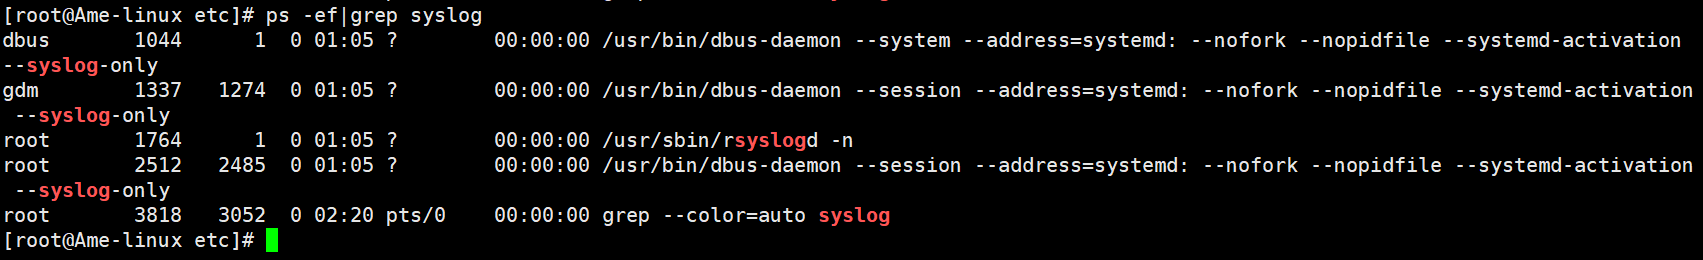 [root@Ame-linux etc]# ps -ef|grep syslog
dbus       1044      1  0 01:05 ?        00:00:00 /usr/bin/dbus-daemon --system --address=systemd: --nofork --nopidfile --systemd-activation
--syslog-only
gdm        1337   1274  0 01:05 ?        00:00:00 /usr/bin/dbus-daemon --session --address=systemd: --nofork --nopidfile --systemd-activation
 --syslog-only
root       1764      1  0 01:05 ?        00:00:00 /usr/sbin/rsyslogd -n
root       2512   2485  0 01:05 ?        00:00:00 /usr/bin/dbus-daemon --session --address=systemd: --nofork --nopidfile --systemd-activation
 --syslog-only
root       3818   3052  0 02:20 pts/0    00:00:00 grep --color=auto syslog
[root@Ame-linux etc]#